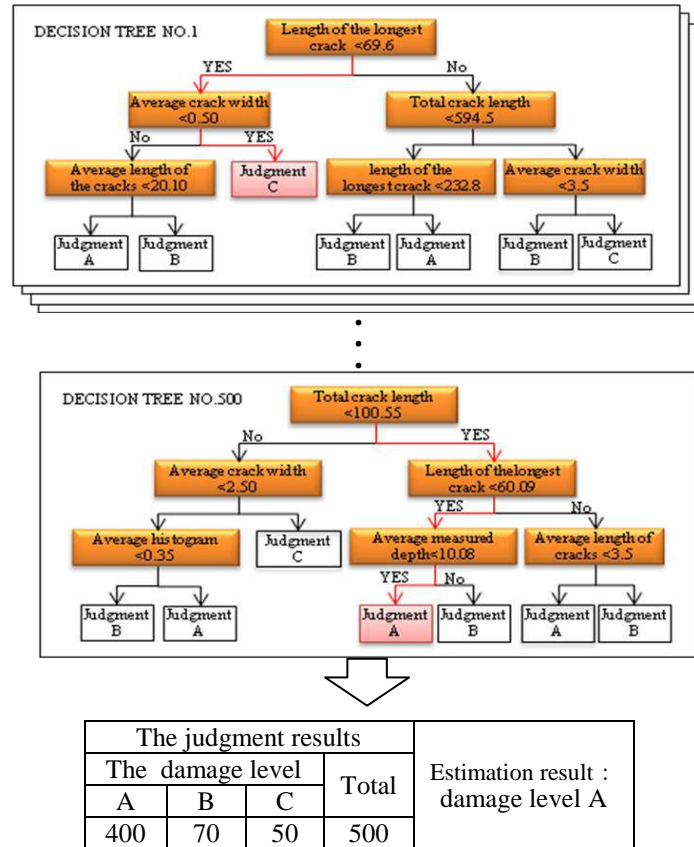 DECISION TREE NO.1
Length of the longest
crack <69.6
YES
No
Average crack width
<0.50
Total crack length
<594.5
No
YES
Average length of
the cracks <20.10
Judgment
C
length of the
longest crack <232.8
Average crack width
<3.5
Judgment
A
Judgment
B
Judgment
B
Judgment
A
Judgment
B
Judgment
C
DECISION TREE NO.500
Total crack length
<100.55
No
YES
Average crack width
<2.50
Length of thelongest
crack <60.09
YES
No
Average histogram
<0.35
Judgment
C
Average measured
depth<10.08
Average length of
cracks <3.5
YES
No
Judgment
B
Judgment
A
Judgment
A
Judgment
B
Judgment
A
Judgment
B
The judgment results
The damage level
Total
Estimation result :
damage level A
A B C
400 70 50 500